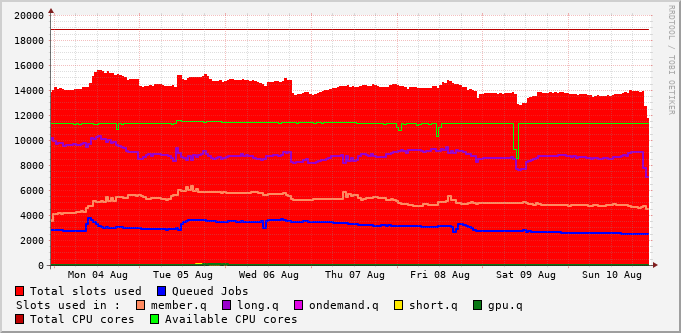 RRDTOOL / TOBI OETIKER
20000
18000
16000
14000
12000
10000
8000
6000
4000
2000
0
Mon 04 Aug Tue 05 Aug Wed 06 Aug Thu 07 Aug Fri 08 Aug Sat 09 Aug Sun 10 Aug
Total slots used Queued Jobs
Slots used in : member.q long.q ondemand.q short.q gpu.q
Total CPU cores Available CPU cores